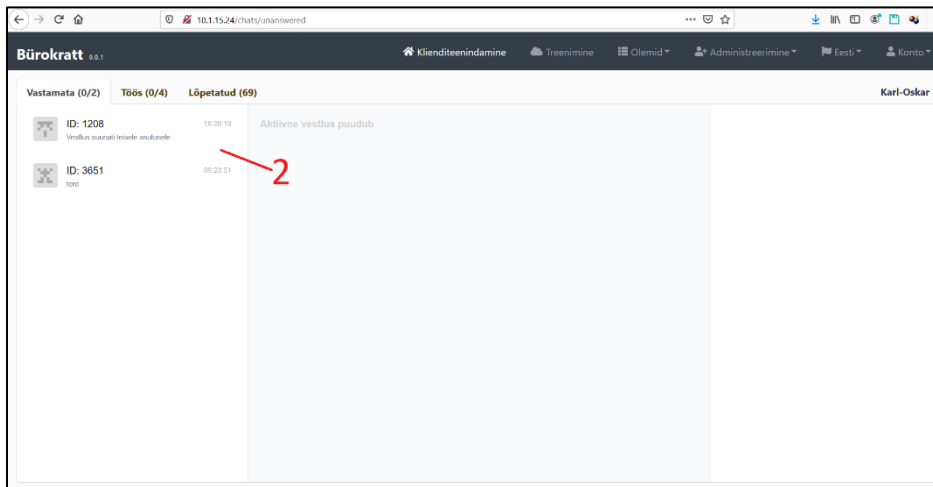 10.1.15.24/chats/unanswered
Bürokratt 0.0.1 Klienditeenindamine Treenimine Olemid Administreerimine Eesti Konto
Vastamata (0/2) Töös (0/4) Lõpetatud (69) Karl-Oskar
ID: 1208 18:20:10 Aktiivne vestlus puudub
Vestlus suunati teisele asutusele
2
ID: 3651 09:23:51
tere